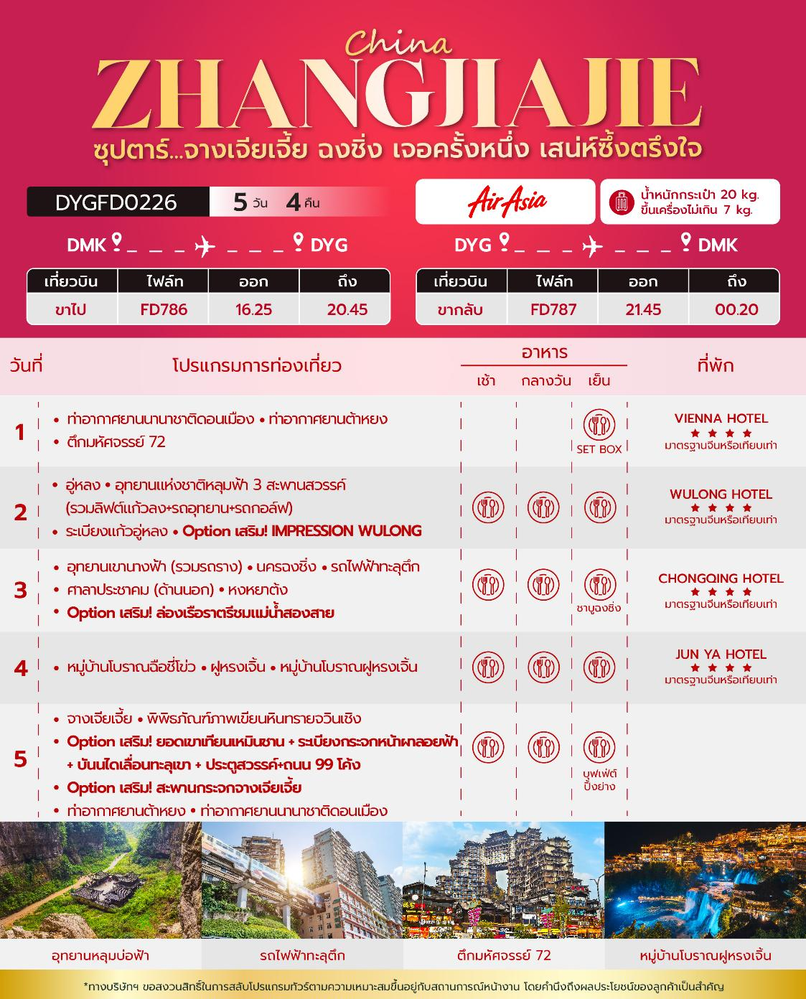 China
ZHANGJIAJIE
ซุปตาร์...จางเจียเจี้ย ฉงชิ่ง เจอครั้งหนึ่ง เสน่ห์ซึ้งตรึงใจ
DYGFD0226
5 วัน 4 คืน
AirAsia
น้ำหนักกระเป๋า 20 kg.
ขึ้นเครื่องไม่เกิน 7 kg.
DMK DYG
DYG DMK
เที่ยวบิน ไฟล์ท ออก ถึง
ขาไป FD786 16.25 20.45
เที่ยวบิน ไฟล์ท ออก ถึง
ขากลับ FD787 21.45 00.20
วันที่ โปรแกรมการท่องเที่ยว อาหาร ที่พัก
เช้า กลางวัน เย็น
1
• ท่าอากาศยานนานาชาติดอนเมือง • ท่าอากาศยานต้าหยง
• ตึกมหัศจรรย์ 72
SET BOX
VIENNA HOTEL
★ ★ ★ ★
มาตรฐานจีนหรือเทียบเท่า
2
• อู่หลง • อุทยานแห่งชาติหลุมฟ้า 3 สะพานสวรรค์
(รวมลิฟต์แก้วลง+รถอุทยาน+รถกอล์ฟ)
• ระเบียงแก้วอู่หลง • Option เสริม! IMPRESSION WULONG
WULONG HOTEL
★ ★ ★ ★
มาตรฐานจีนหรือเทียบเท่า
3
• อุทยานเขานางฟ้า (รวมรถราง) • นครฉงชิ่ง • รถไฟฟ้าทะลุตึก
• ศาลาประชาคม (ด้านนอก) • หงหยาต้ง
• Option เสริม! ล่องเรือราตรีชมแม่น้ำสองสาย
ชาบูฉงชิ่ง
CHONGQING HOTEL
★ ★ ★ ★
มาตรฐานจีนหรือเทียบเท่า
4
• หมู่บ้านโบราณฉือชี่โข่ว • ฝูหรงเจิ้น • หมู่บ้านโบราณฝูหรงเจิ้น
JUN YA HOTEL
★ ★ ★ ★
มาตรฐานจีนหรือเทียบเท่า
5
• จางเจียเจี้ย • พิพิธภัณฑ์ภาพเขียนหินทรายจวินเชิง
• Option เสริม! ยอดเขาเทียนเหมินซาน + ระเบียงกระจกหน้าผาลอยฟ้า
+ บันนไดเลื่อนทะลุเขา + ประตูสวรรค์+ถนน 99 โค้ง
• Option เสริม! สะพานกระจกจางเจียเจี้ย
• ท่าอากาศยานต้าหยง • ท่าอากาศยานนานาชาติดอนเมือง
บุฟเฟ่ต์
ปิ้งย่าง
อุทยานหลุมบ่อฟ้า
รถไฟฟ้าทะลุตึก
ตึกมหัศจรรย์ 72
หมู่บ้านโบราณฝูหรงเจิ้น
*ทางบริษัทฯ ขอสงวนสิทธิ์ในการสลับโปรแกรมทัวร์ตามความเหมาะสมขึ้นอยู่กับสถานการณ์หน้างาน โดยคำนึงถึงผลประโยชน์ของลูกค้าเป็นสำคัญ